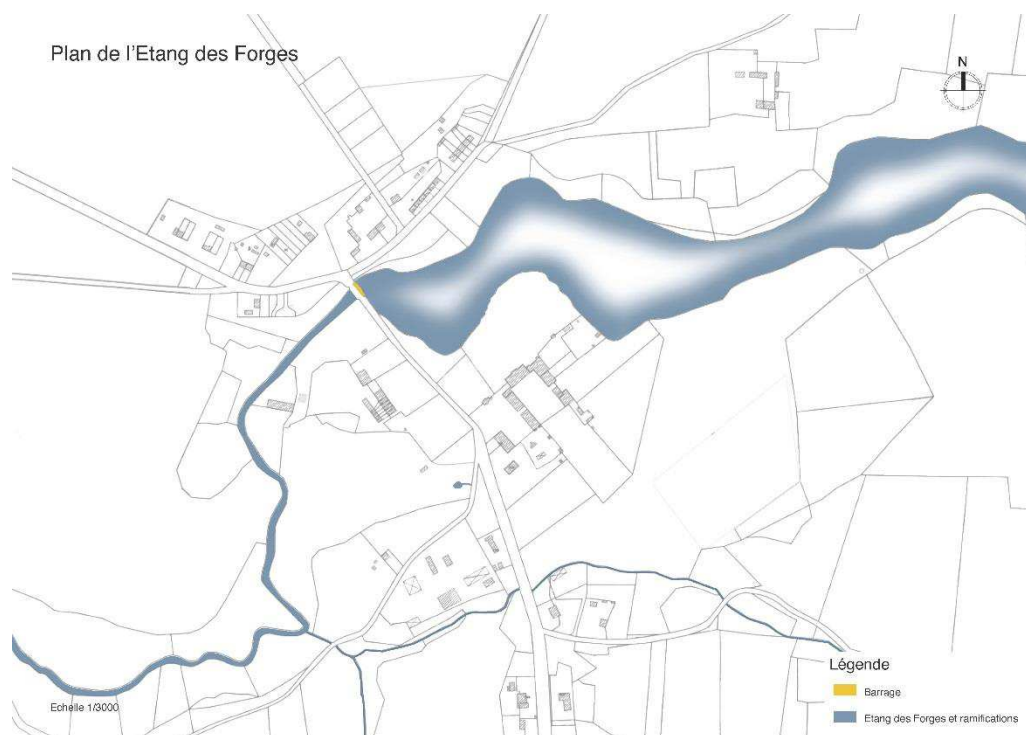 Plan de l'Etang des Forges
N
Légende
Barrage
Etang des Forges et ramifications
Echelle 1/3000